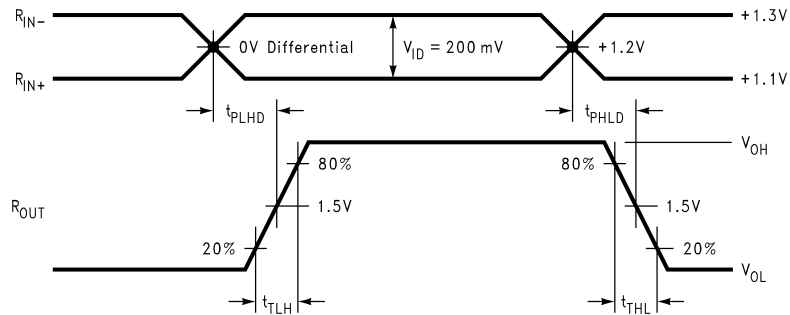 RIN- +1.3V
0V Differential VID = 200 mV +1.2V
RIN+ +1.1V
tPLHD tPHLD
VOH
80% 80%
ROUT 1.5V 1.5V
20% 20%
VOL
tTLH tTHL